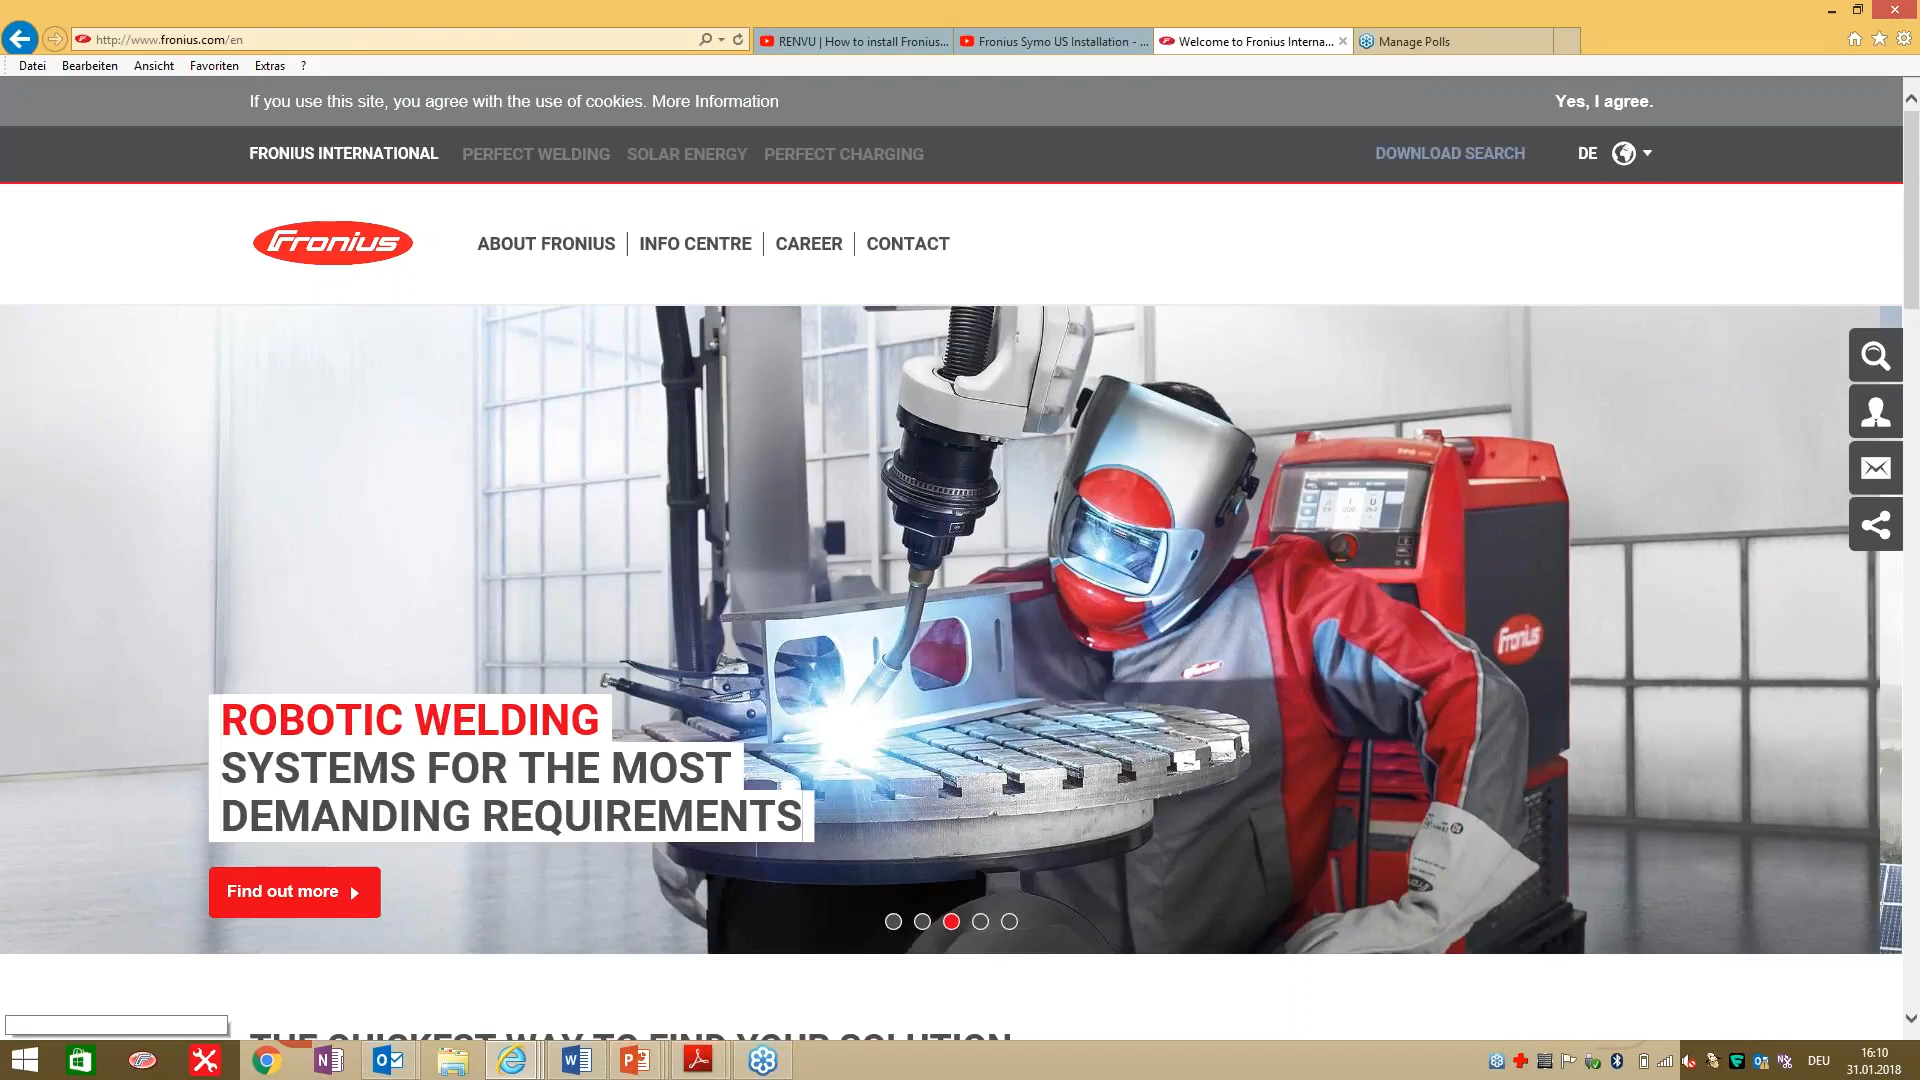 http://www.fronius.com/en
RENVU | How to install Fronius...
Fronius Symo US Installation - ...
Welcome to Fronius Interna...
Manage Polls
Datei Bearbeiten Ansicht Favoriten Extras ?
If you use this site, you agree with the use of cookies. More Information
Yes, I agree.
FRONIUS INTERNATIONAL PERFECT WELDING SOLAR ENERGY PERFECT CHARGING
DOWNLOAD SEARCH DE
Fronius
ABOUT FRONIUS INFO CENTRE CAREER CONTACT
Fronius
ROBOTIC WELDING
SYSTEMS FOR THE MOST
DEMANDING REQUIREMENTS
Find out more
THE QUICKEST WAY TO FIND YOUR SOLUTION
DEU
16:10
31.01.2018